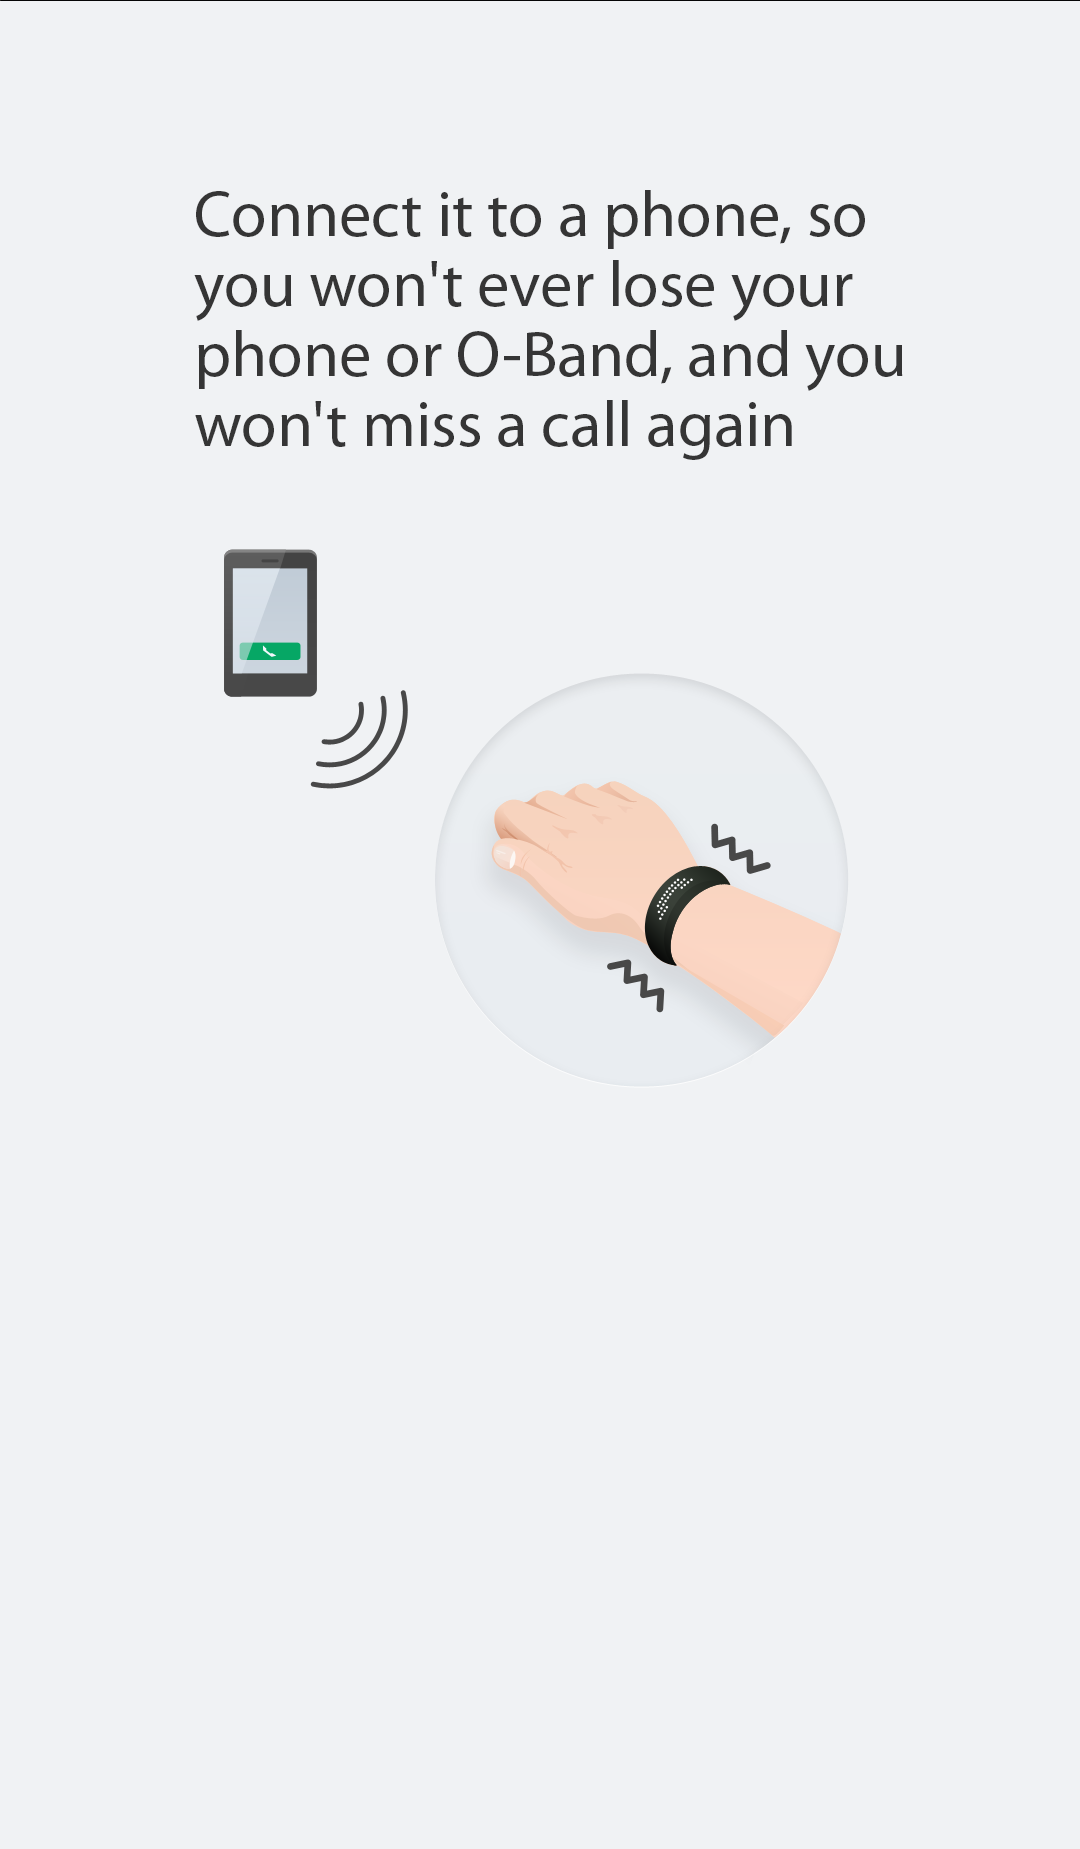 Connect it to a phone, so
you won't ever lose your
phone or O-Band, and you
won't miss a call again